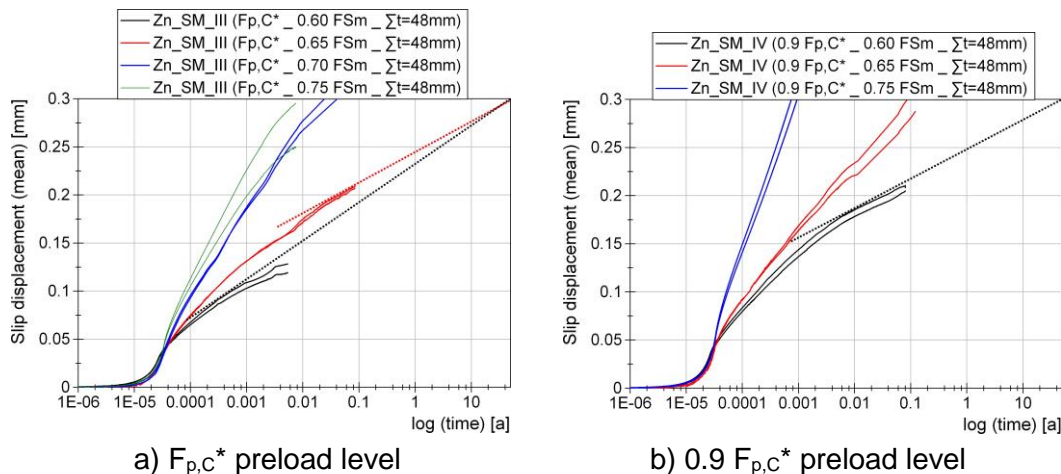 Zn_SM_III (Fp,C* _ 0.60 FSm _ ∑t=48mm)
Zn_SM_III (Fp,C* _ 0.65 FSm _ ∑t=48mm)
Zn_SM_III (Fp,C* _ 0.70 FSm _ ∑t=48mm)
Zn_SM_III (Fp,C* _ 0.75 FSm _ ∑t=48mm)
Slip displacement (mean) [mm]
0.3
0.25
0.2
0.15
0.1
0.05
0
1E-06
1E-05
0.0001
0.001
0.01
0.1
1
10
log (time) [a]
a) Fp,C* preload level
Zn_SM_IV (0.9 Fp,C* _ 0.60 FSm _ ∑t=48mm)
Zn_SM_IV (0.9 Fp,C* _ 0.65 FSm _ ∑t=48mm)
Zn_SM_IV (0.9 Fp,C* _ 0.75 FSm _ ∑t=48mm)
Slip displacement (mean) [mm]
0.3
0.25
0.2
0.15
0.1
0.05
0
1E-06
1E-05
0.0001
0.001
0.01
0.1
1
10
log (time) [a]
b) 0.9 Fp,C* preload level